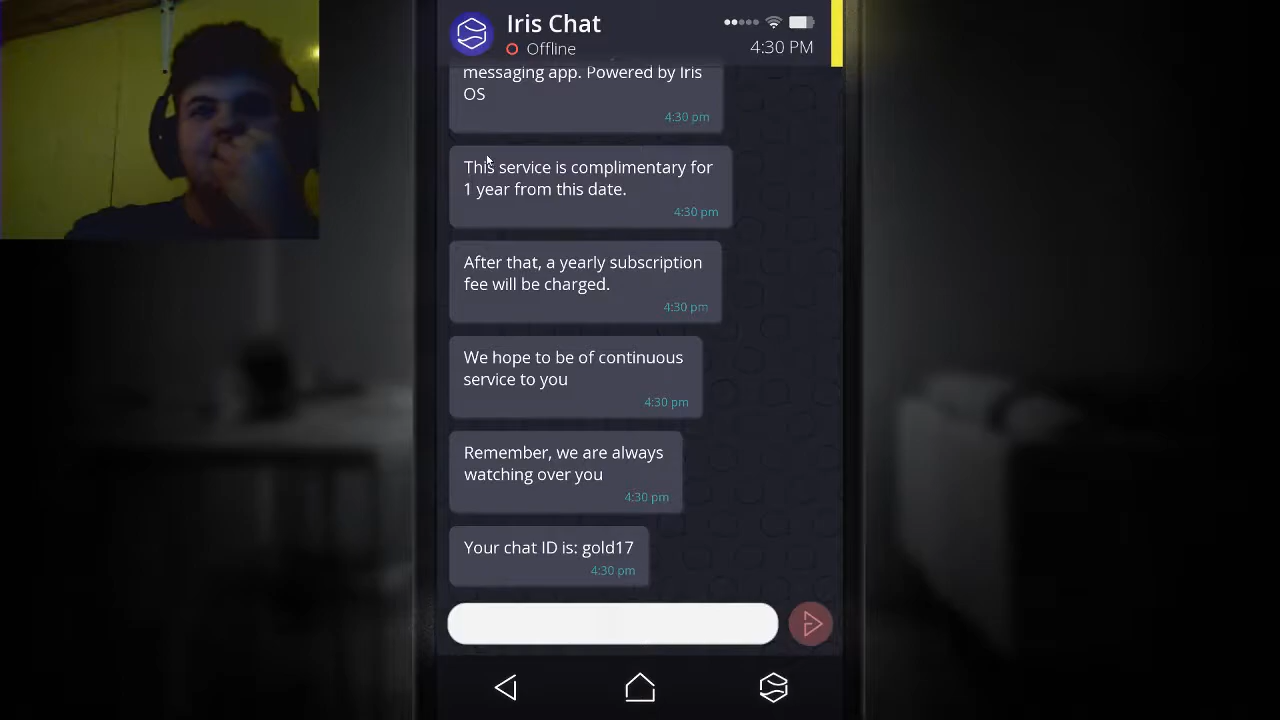 Iris Chat
Offline
4:30 PM
messaging app. Powered by Iris
OS
4:30 pm
This service is complimentary for
1 year from this date.
4:30 pm
After that, a yearly subscription
fee will be charged.
4:30 pm
We hope to be of continuous
service to you
4:30 pm
Remember, we are always
watching over you
4:30 pm
Your chat ID is: gold17
4:30 pm